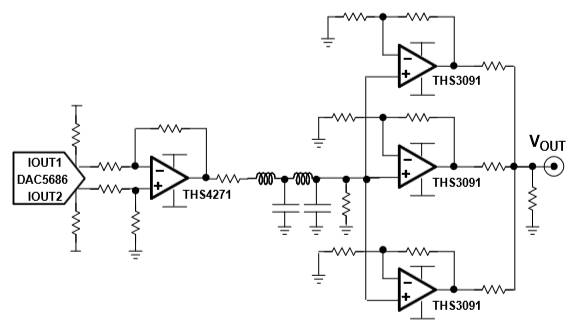 THS3091
IOUT1
DAC5686
IOUT2
THS4271
THS3091
VOUT
THS3091